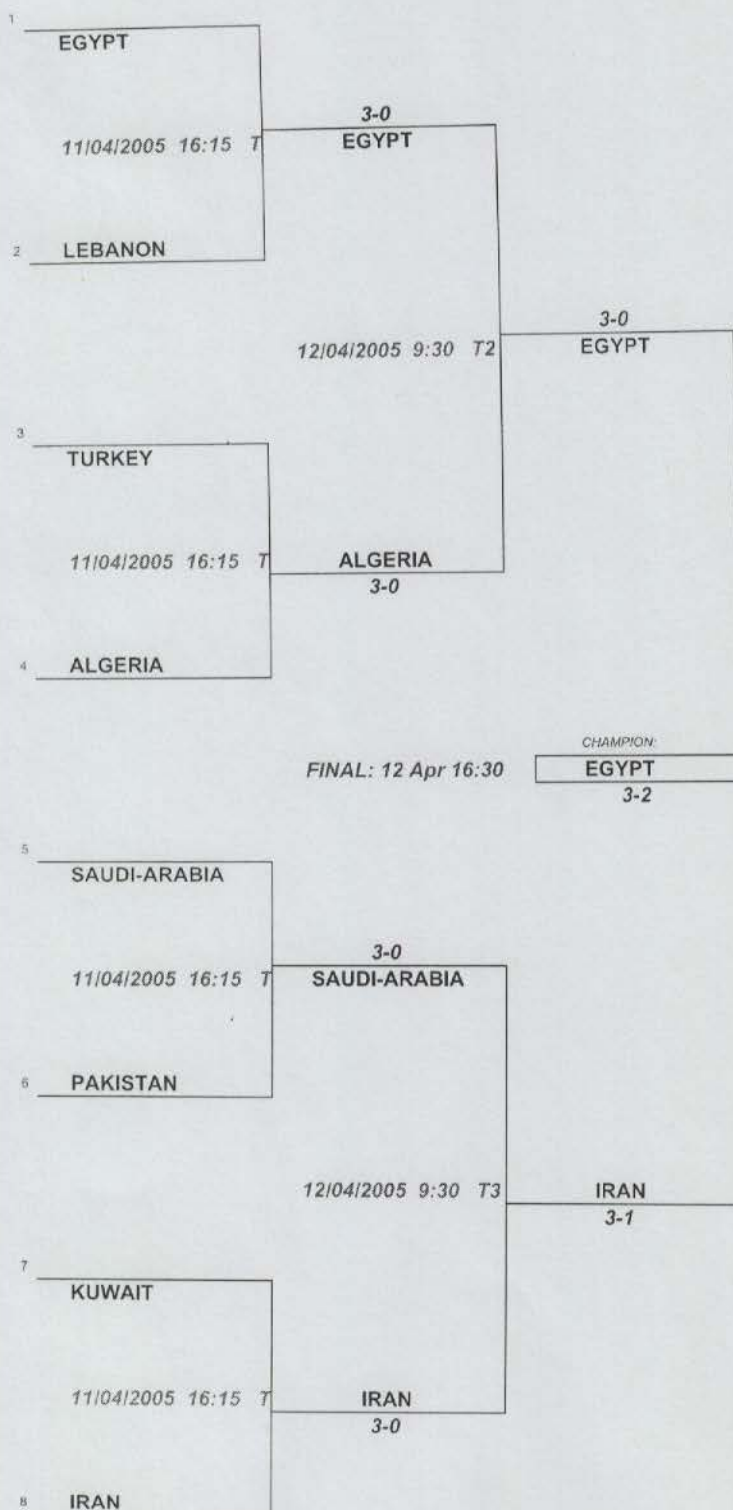 1
EGYPT
3-0
11/04/2005 16:15 T
EGYPT
2 LEBANON
3-0
12/04/2005 9:30 T2
EGYPT
3
TURKEY
11/04/2005 16:15 T
ALGERIA
3-0
4 ALGERIA
CHAMPION:
FINAL: 12 Apr 16:30
EGYPT
3-2
5
SAUDI-ARABIA
3-0
11/04/2005 16:15 T
SAUDI-ARABIA
6 PAKISTAN
12/04/2005 9:30 T3
IRAN
3-1
7
KUWAIT
11/04/2005 16:15 T
IRAN
3-0
8 IRAN